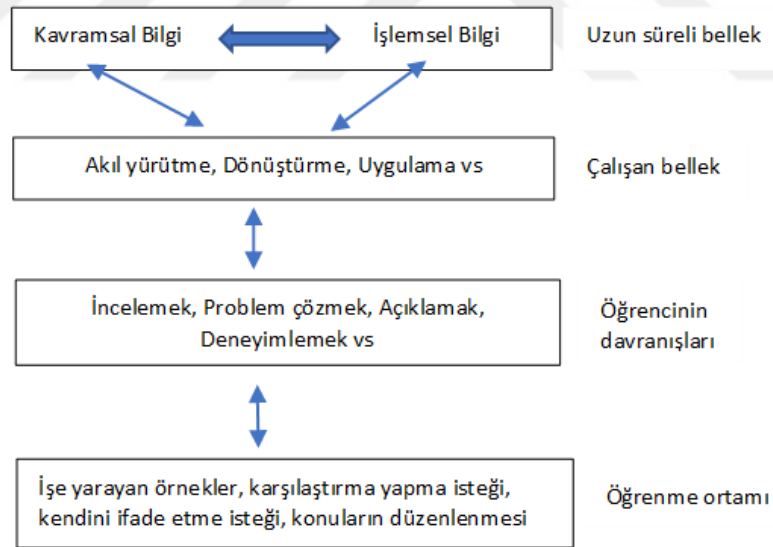 Kavramsal Bilgi
İşlemsel Bilgi
Uzun süreli bellek
Akıl yürütme, Dönüştürme, Uygulama vs
Çalışan bellek
İncelemek, Problem çözmek, Açıklamak,
Deneyimlemek vs
Öğrencinin
davranışları
İşe yarayan örnekler, karşılaştırma yapma isteği,
kendini ifade etme isteği, konuların düzenlenmesi
Öğrenme ortamı